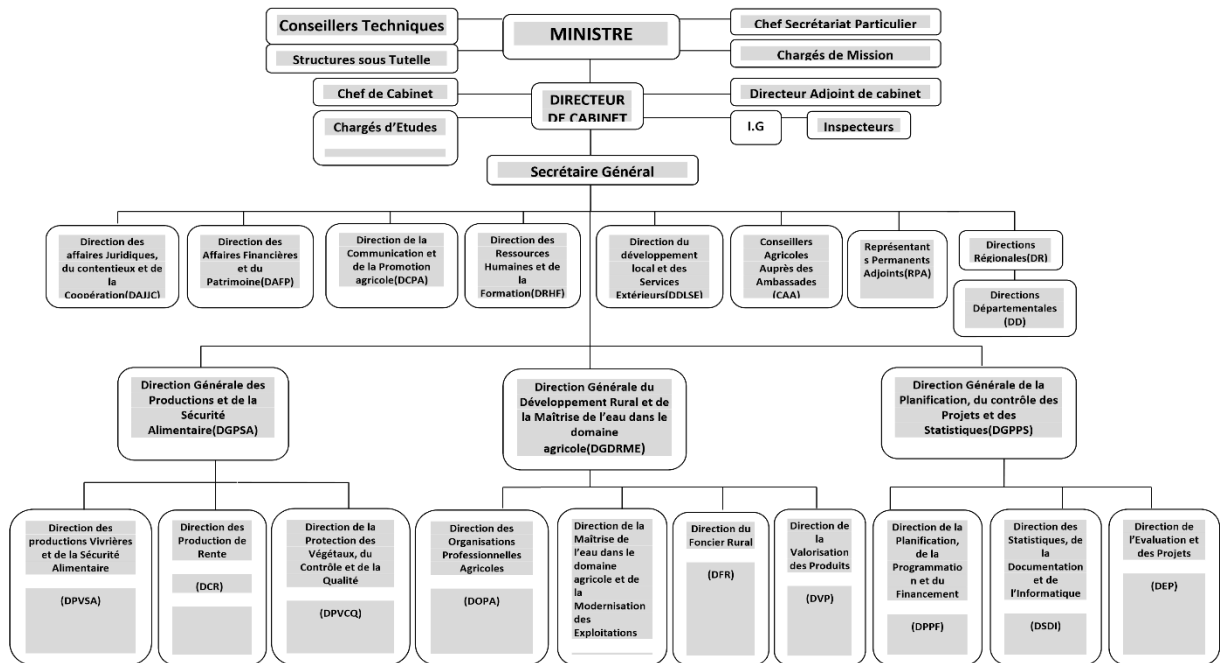 Conseillers Techniques
MINISTRE
Chef Secrétariat Particulier
Structures sous Tutelle
Chargés de Mission
Chef de Cabinet
DIRECTEUR
DE CABINET
Directeur Adjoint de cabinet
Chargés d’Etudes
I.G
Inspecteurs
Secrétaire Général
Direction des
affaires Juridiques,
du contentieux et de
la
Coopération(DAJJC)
Direction des
Affaires Financières
et du
Patrimoine(DAFP)
Direction de la
Communication et
de la Promotion
agricole(DCPA)
Direction des
Ressources
Humaines et de la
Formation(DRHF)
Direction du
développement
local et des
Services
Extérieurs(DDLSE)
Conseillers
Agricoles
Auprès des
Ambassades
(CAA)
Représentant
s Permanents
Adjoints(RPA)
Directions
Régionales(DR)
Directions
Départementales
(DD)
Direction Générale des
Productions et de la
Sécurité
Alimentaire(DGPSA)
Direction Générale du
Développement Rural et de
la Maîtrise de l’eau dans le
domaine
agricole(DGDRME)
Direction Générale de la
Planification, du contrôle des
Projets et des
Statistiques(DGPPS)
Direction des
productions Vivrières
et de la Sécurité
Alimentaire
(DPVSA)
Direction des
Production de
Rente
(DCR)
Direction de la
Protection des
Végétaux, du
Contrôle et de la
Qualité
(DPVCQ)
Direction des
Organisations
Professionnelles
Agricoles
(DOPA)
Direction de la
Maîtrise de
l’eau dans le
domaine
agricole et de
la
Modernisation
des
Exploitations
Direction du
Foncier Rural
(DFR)
Direction de
la
Valorisation
des Produits
(DVP)
Direction de la
Planification,
de la
Programmatio
n et du
Financement
(DPPF)
Direction des
Statistiques, de
la
Documentation
et de
l’Informatique
(DSDI)
Direction de
l’Evaluation et
des Projets
(DEP)